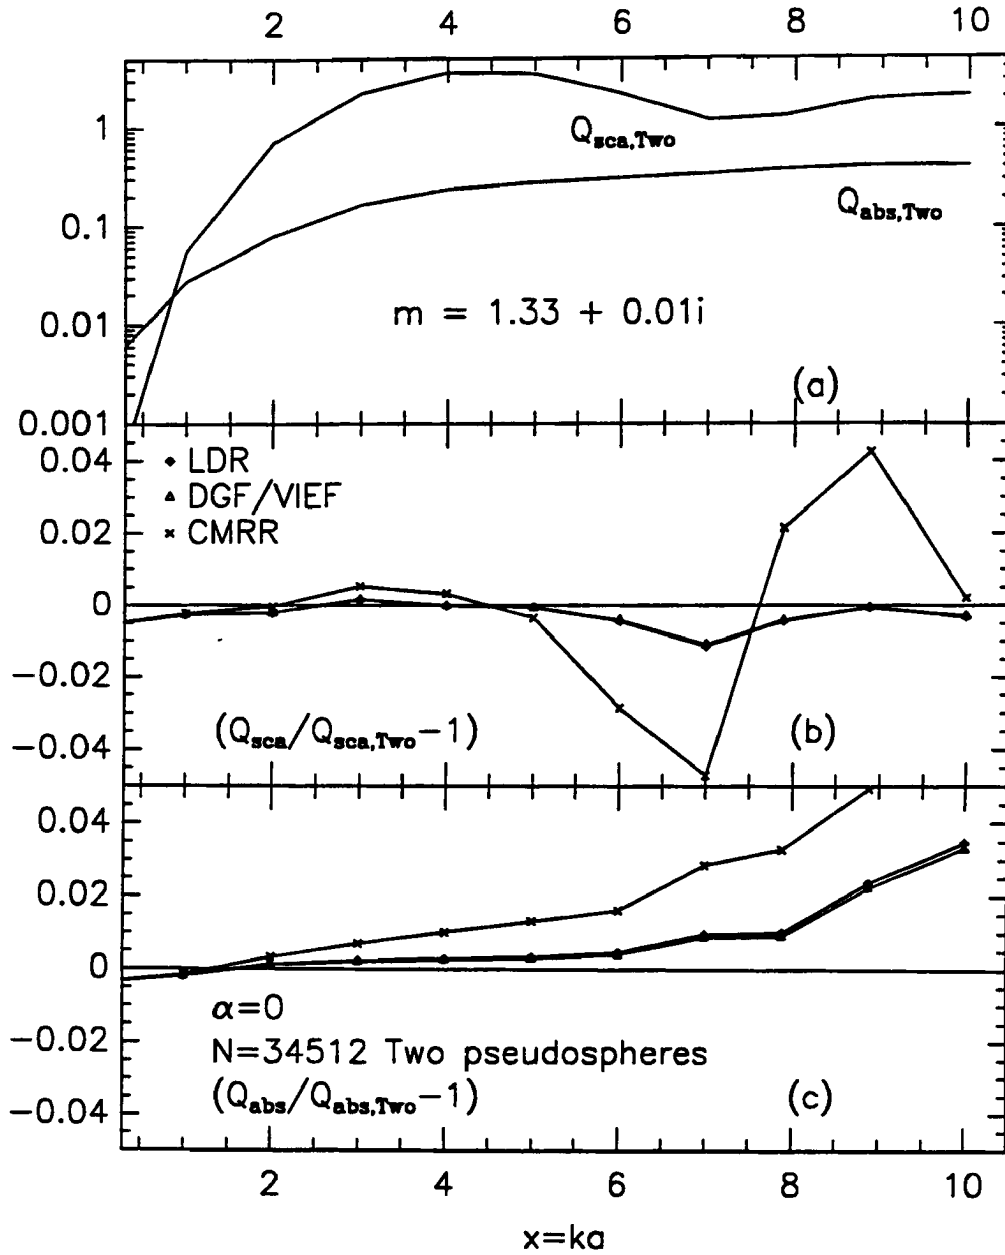 2 4 6 8 10
1
0.1
0.01
0.001
Q_sca,Two
Q_abs,Two
m = 1.33 + 0.01i
(a)
0.04
0.02
0
−0.02
−0.04
LDR
DGF/VIEF
CMRR
(Q_sca/Q_sca,Two−1)
(b)
0.04
0.02
0
−0.02
−0.04
α=0
N=34512 Two pseudospheres
(Q_abs/Q_abs,Two−1)
(c)
2 4 6 8 10
x=ka